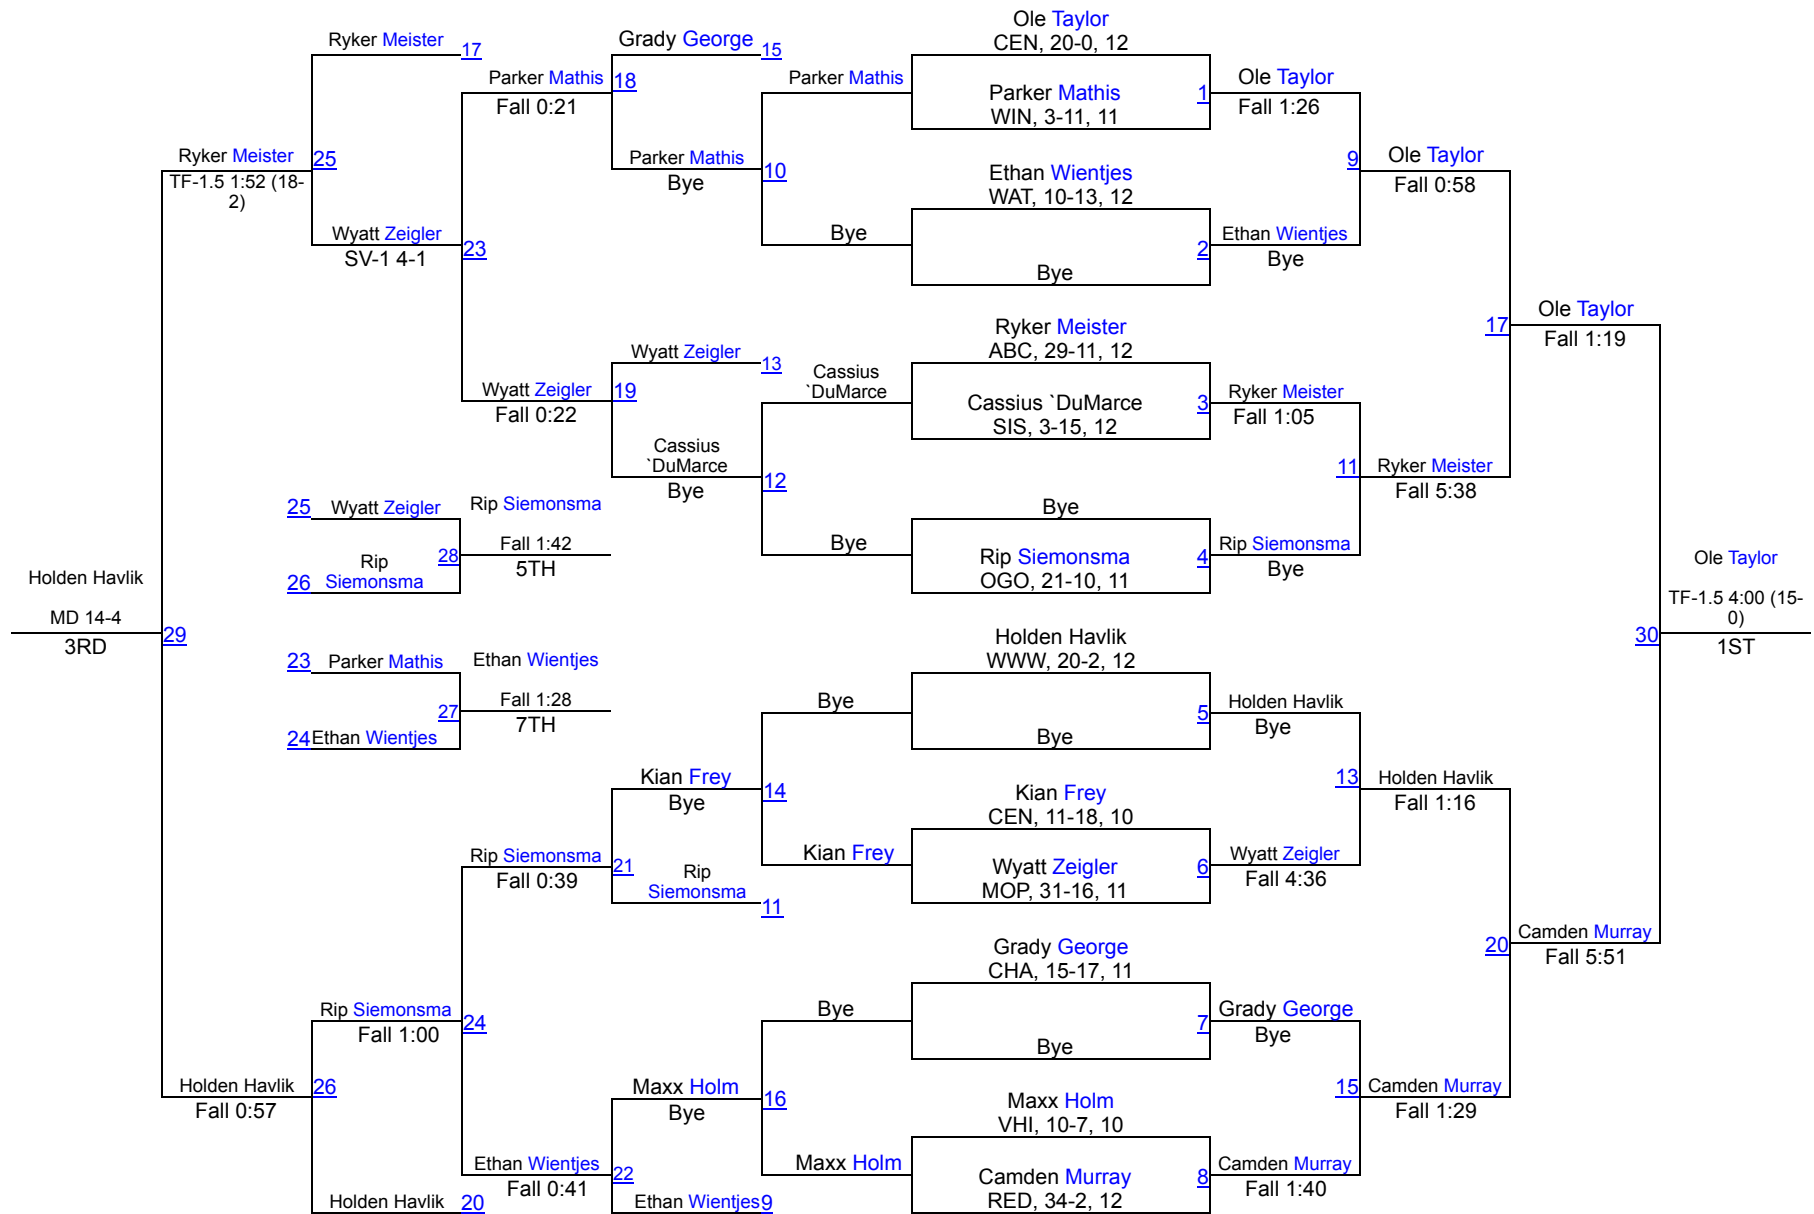 Ryker Meister
17
Parker Mathis
Fall 0:21
Grady George
15
18
Parker Mathis
Bye
10
Parker Mathis
Bye
Ryker Meister
TF-1.5 1:52 (18-
2)
25
Wyatt Zeigler
SV-1 4-1
23
Wyatt Zeigler
Fall 0:22
Wyatt Zeigler
13
19
Cassius
`DuMarce
Bye
12
Cassius
`DuMarce
Bye
25
Wyatt Zeigler
Rip
Siemonsma
26
28
Rip Siemonsma
Fall 1:42
5TH
Holden Havlik
MD 14-4
3RD
29
23
Parker Mathis
24
Ethan Wientjes
27
Ethan Wientjes
Fall 1:28
7TH
Rip Siemonsma
Fall 0:39
Kian Frey
Bye
21
Rip
Siemonsma
11
14
Bye
Kian Frey
Rip Siemonsma
Fall 1:00
24
Holden Havlik
Fall 0:57
26
Holden Havlik
20
Ethan Wientjes
Fall 0:41
Maxx Holm
Bye
22
Ethan Wientjes
9
16
Bye
Maxx Holm
Ole Taylor
CEN, 20-0, 12
Parker Mathis
WIN, 3-11, 11
1
Ole Taylor
Fall 1:26
Ethan Wientjes
WAT, 10-13, 12
Bye
2
Ethan Wientjes
Bye
9
Ole Taylor
Fall 0:58
Ryker Meister
ABC, 29-11, 12
Cassius `DuMarce
SIS, 3-15, 12
3
Ryker Meister
Fall 1:05
Bye
Rip Siemonsma
OGO, 21-10, 11
4
Rip Siemonsma
Bye
11
Ryker Meister
Fall 5:38
17
Ole Taylor
Fall 1:19
Holden Havlik
WWW, 20-2, 12
Bye
5
Holden Havlik
Bye
Kian Frey
CEN, 11-18, 10
Wyatt Zeigler
MOP, 31-16, 11
6
Wyatt Zeigler
Fall 4:36
13
Holden Havlik
Fall 1:16
Grady George
CHA, 15-17, 11
Bye
7
Grady George
Bye
Maxx Holm
VHI, 10-7, 10
Camden Murray
RED, 34-2, 12
8
Camden Murray
Fall 1:40
15
Camden Murray
Fall 1:29
20
Camden Murray
Fall 5:51
30
Ole Taylor
TF-1.5 4:00 (15-
0)
1ST